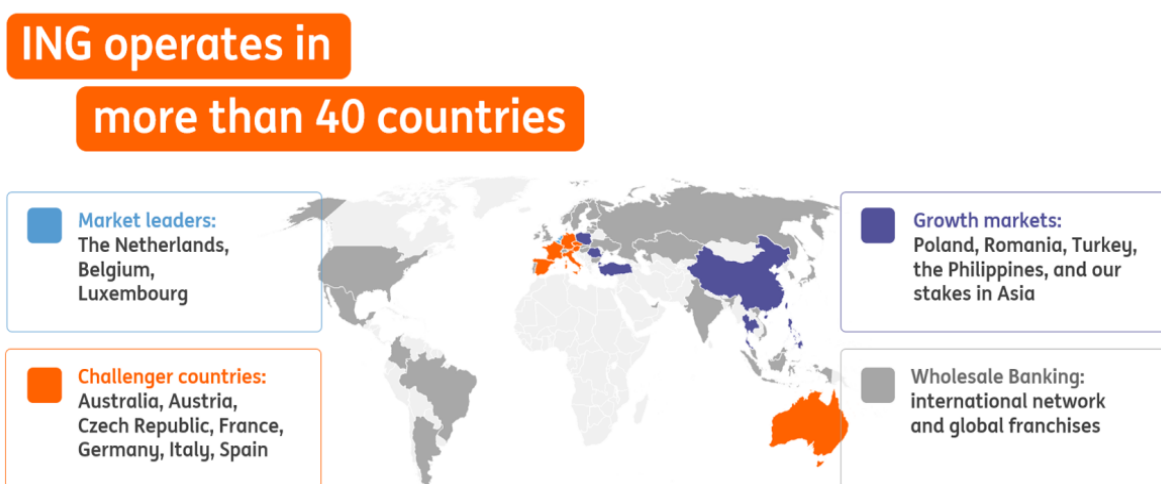 ING operates in
more than 40 countries
Market leaders:
The Netherlands,
Belgium,
Luxembourg
Challenger countries:
Australia, Austria,
Czech Republic, France,
Germany, Italy, Spain
Growth markets:
Poland, Romania, Turkey,
the Philippines, and our
stakes in Asia
Wholesale Banking:
international network
and global franchises